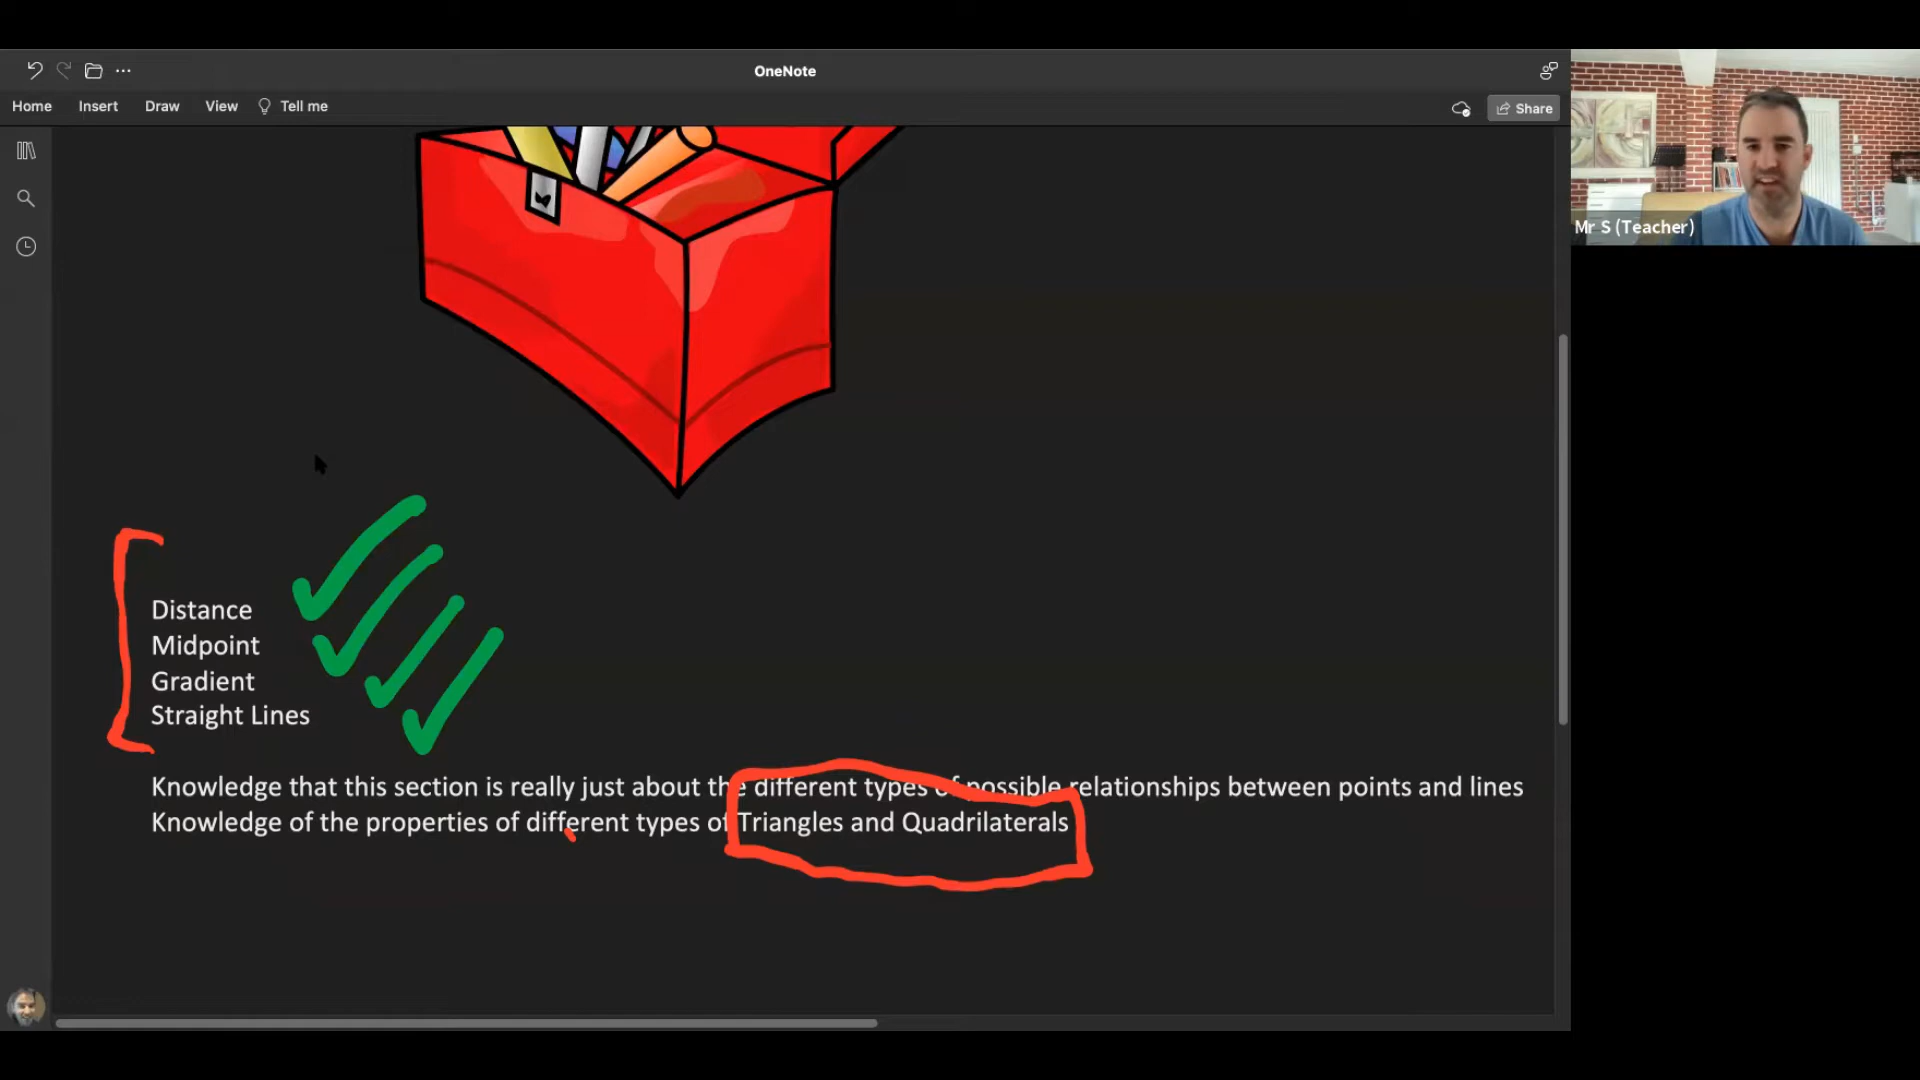 OneNote
Home Insert Draw View Tell me Share
Mr S (Teacher)
Distance
Midpoint
Gradient
Straight Lines
Knowledge that this section is really just about the different types of possible relationships between points and lines
Knowledge of the properties of different types of Triangles and Quadrilaterals